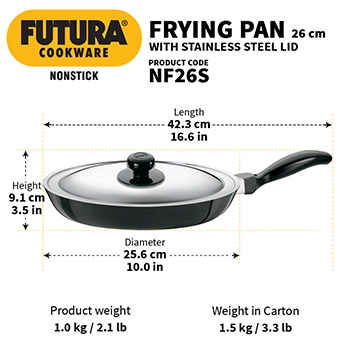 FUTURA®
COOKWARE
NONSTICK
FRYING PAN 26 cm
WITH STAINLESS STEEL LID
PRODUCT CODE
NF26S
Length
42.3 cm
16.6 in
Height
9.1 cm
3.5 in
Diameter
25.6 cm
10.0 in
Product weight
1.0 kg / 2.1 lb
Weight in Carton
1.5 kg / 3.3 lb